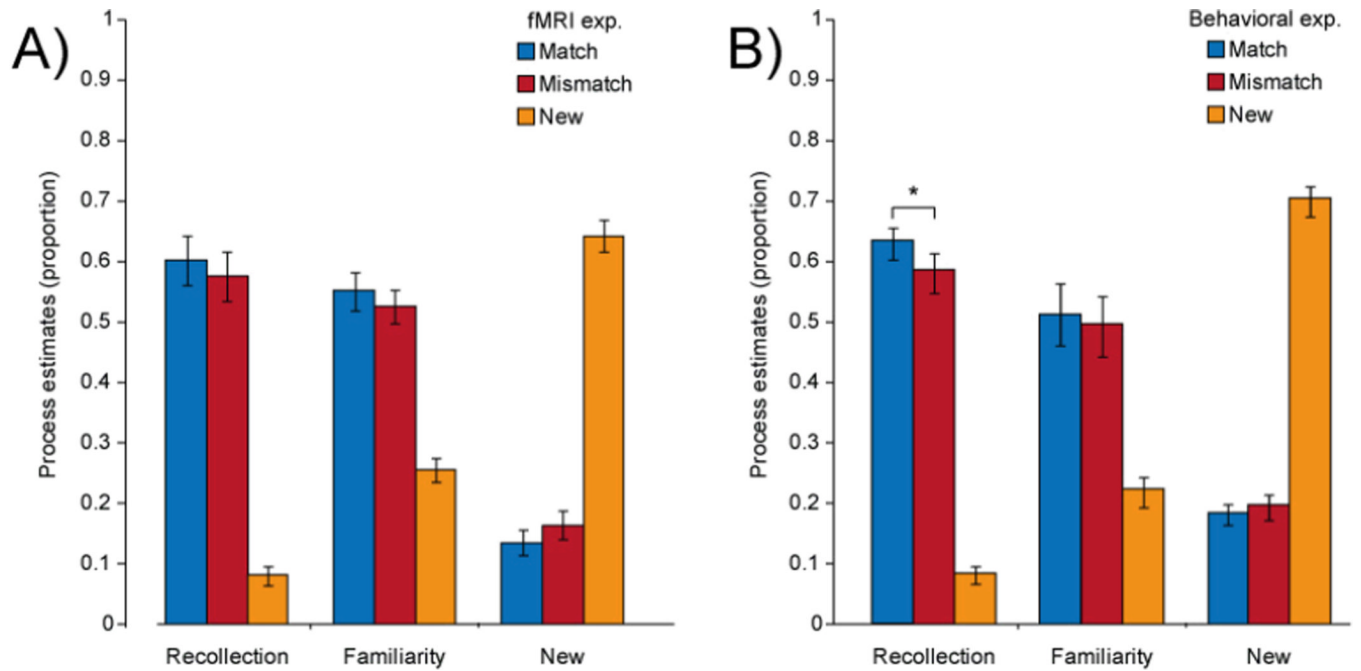 A)
fMRI exp.
Match
Mismatch
New
Process estimates (proportion)
1
0.9
0.8
0.7
0.6
0.5
0.4
0.3
0.2
0.1
0
Recollection
Familiarity
New
B)
Behavioral exp.
Match
Mismatch
New
Process estimates (proportion)
1
0.9
0.8
0.7
0.6
0.5
0.4
0.3
0.2
0.1
0
*
Recollection
Familiarity
New